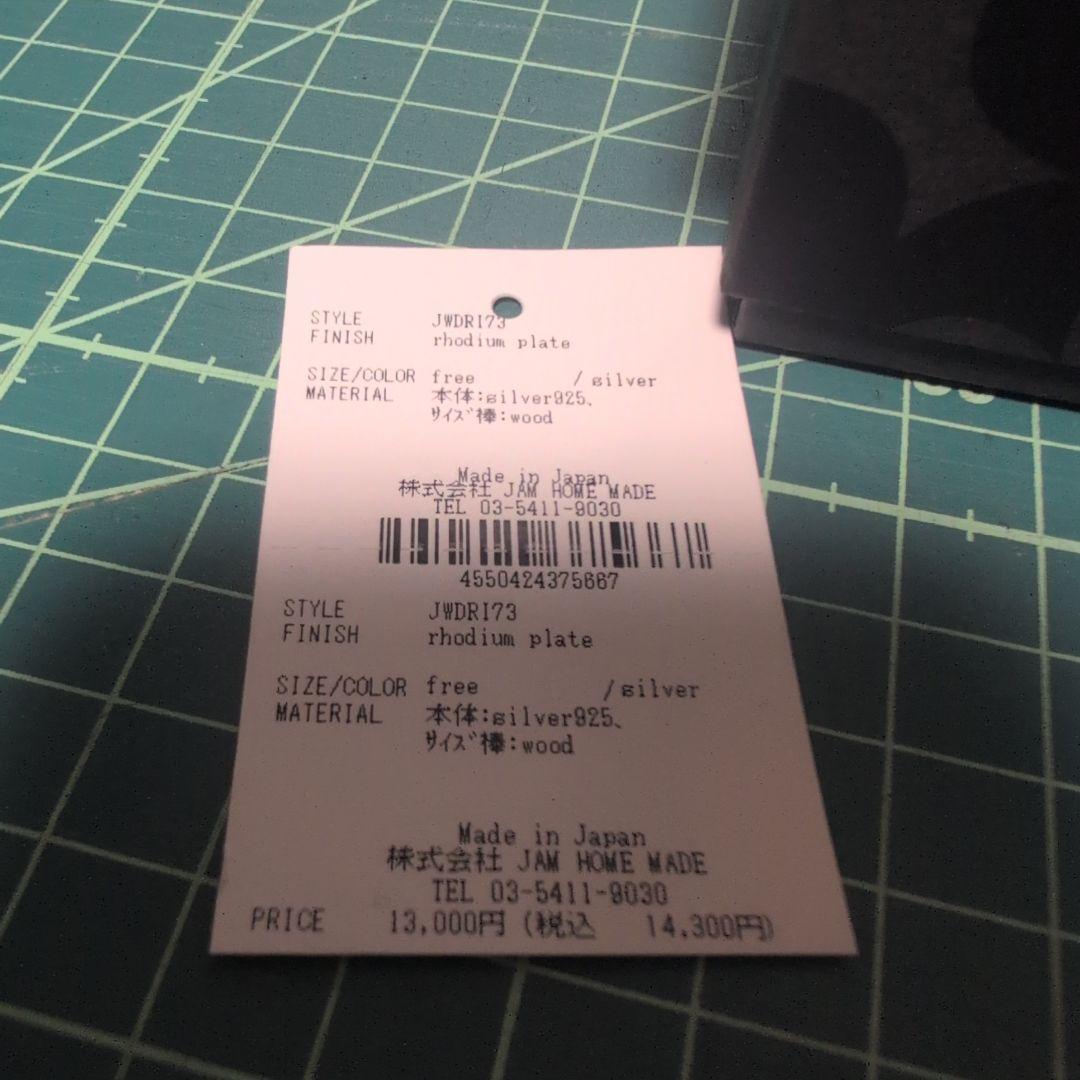 STYLE JWDRI73
FINISH rhodium plate
SIZE/COLOR free /silver
MATERIAL 本体:silver925、
ｻｲｽﾞ棒:wood
Made in Japan
株式会社 JAM HOME MADE
TEL 03-5411-9030
4550424375667
STYLE JWDRI73
FINISH rhodium plate
SIZE/COLOR free /silver
MATERIAL 本体:silver925、
ｻｲｽﾞ棒:wood
Made in Japan
株式会社 JAM HOME MADE
TEL 03-5411-9030
PRICE 13,000円 (税込 14,300円)